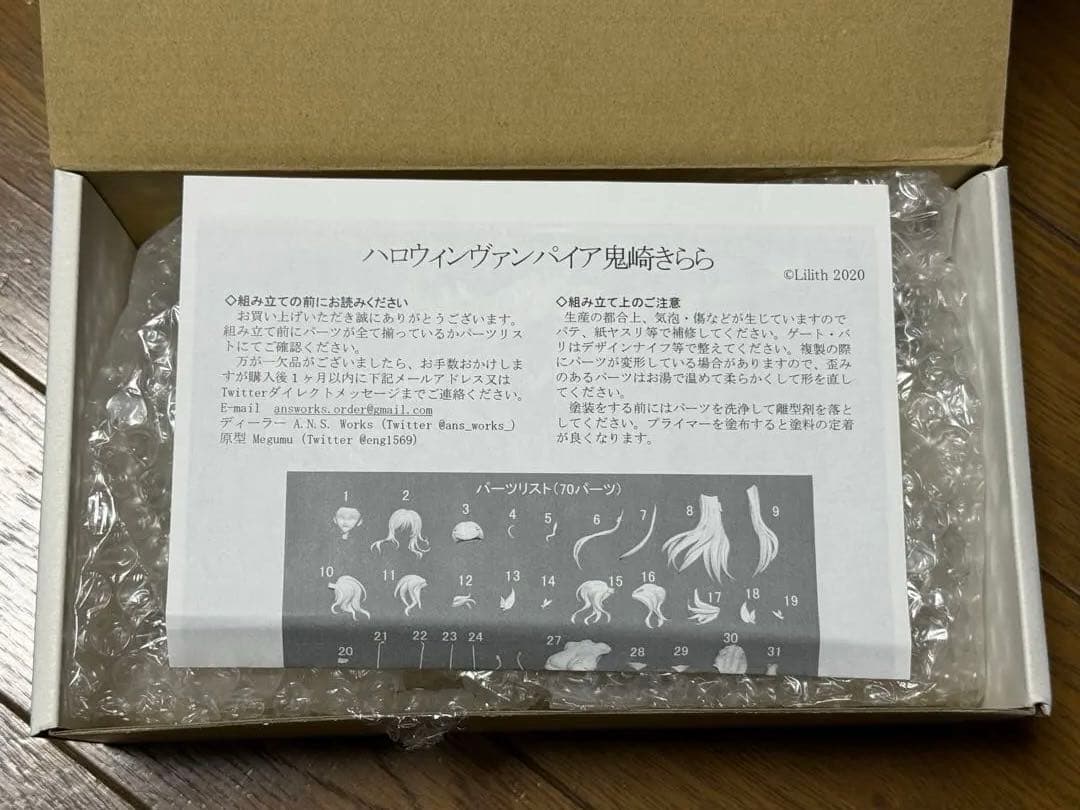 ハロウィンヴァンパイア鬼崎きらら
©Lilith 2020
◇組み立ての前にお読みください
お買い上げいただき誠にありがとうございます。
組み立て前にパーツが全て揃っているかパーツリス
トにてご確認ください。
万が一欠品がございましたら、お手数おかけしま
すが購入後1ヶ月以内に下記メールアドレス又は
Twitterダイレクトメッセージまでご連絡ください。
E-mail answorks.order@gmail.com
ディーラー A.N.S. Works (Twitter @ans_works_)
原型 Megumu (Twitter @eng1569)
◇組み立て上のご注意
生産の都合上、気泡・傷などが生じていますので
パテ、紙ヤスリ等で補修してください。ゲート・バ
リはデザインナイフ等で整えてください。複製の際
にパーツが変形している場合がありますので、歪み
のあるパーツはお湯で温めて柔らかくして形を直し
てください。
塗装をする前にはパーツを洗浄して離型剤を落と
してください。プライマーを塗布すると塗料の定着
が良くなります。
パーツリスト(70パーツ)
1 2 3 4 5 6 7 8 9
10 11 12 13 14 15 16 17 18 19
20 21 22 23 24 27 28 29 30 31